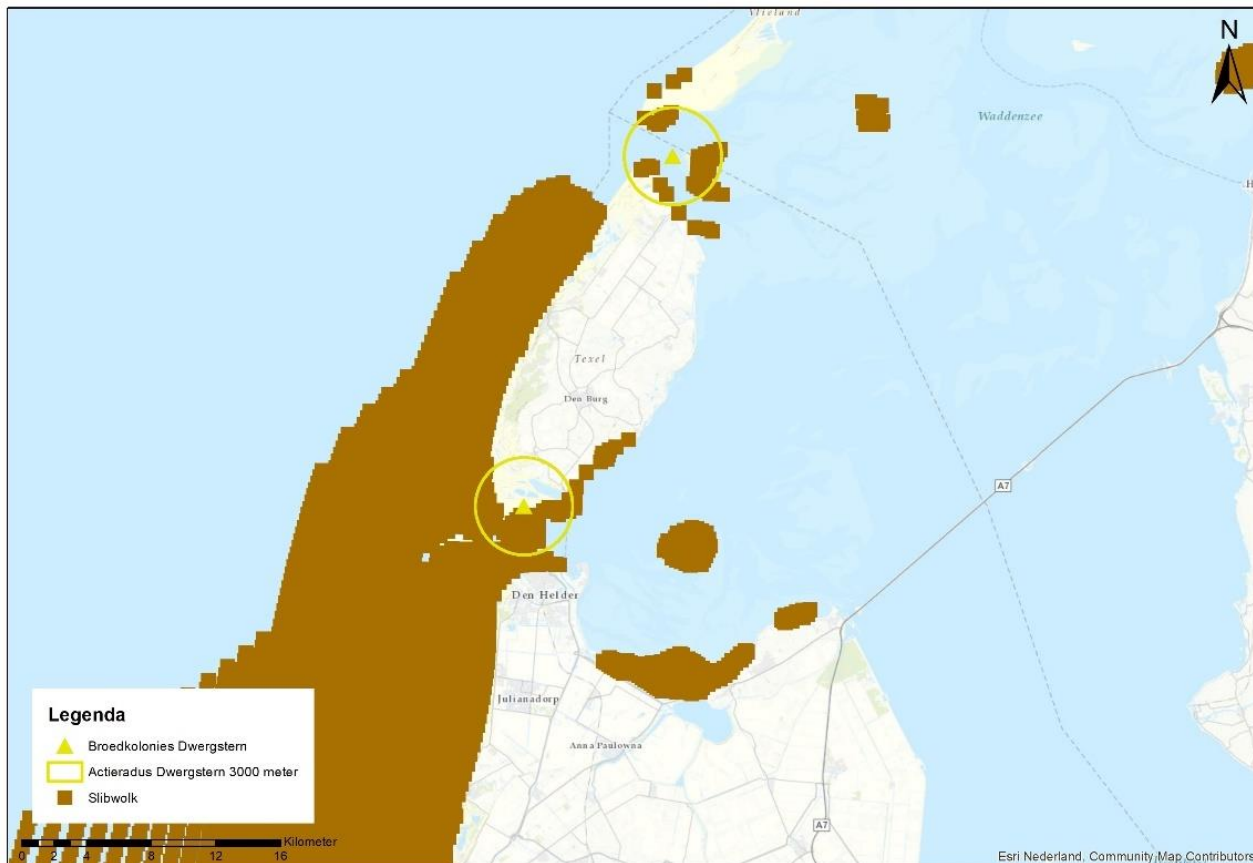 Vlieland
N
Waddenzee
H
Texel
Den Burg
A7
Den Helder
Julianadorp
Anna Paulowna
A7
Legenda
Broedkolonies Dwergstern
Actieradus Dwergstern 3000 meter
Slibwolk
Kilometer
0 2 4 8 12 16
Esri Nederland, Community Map Contributors